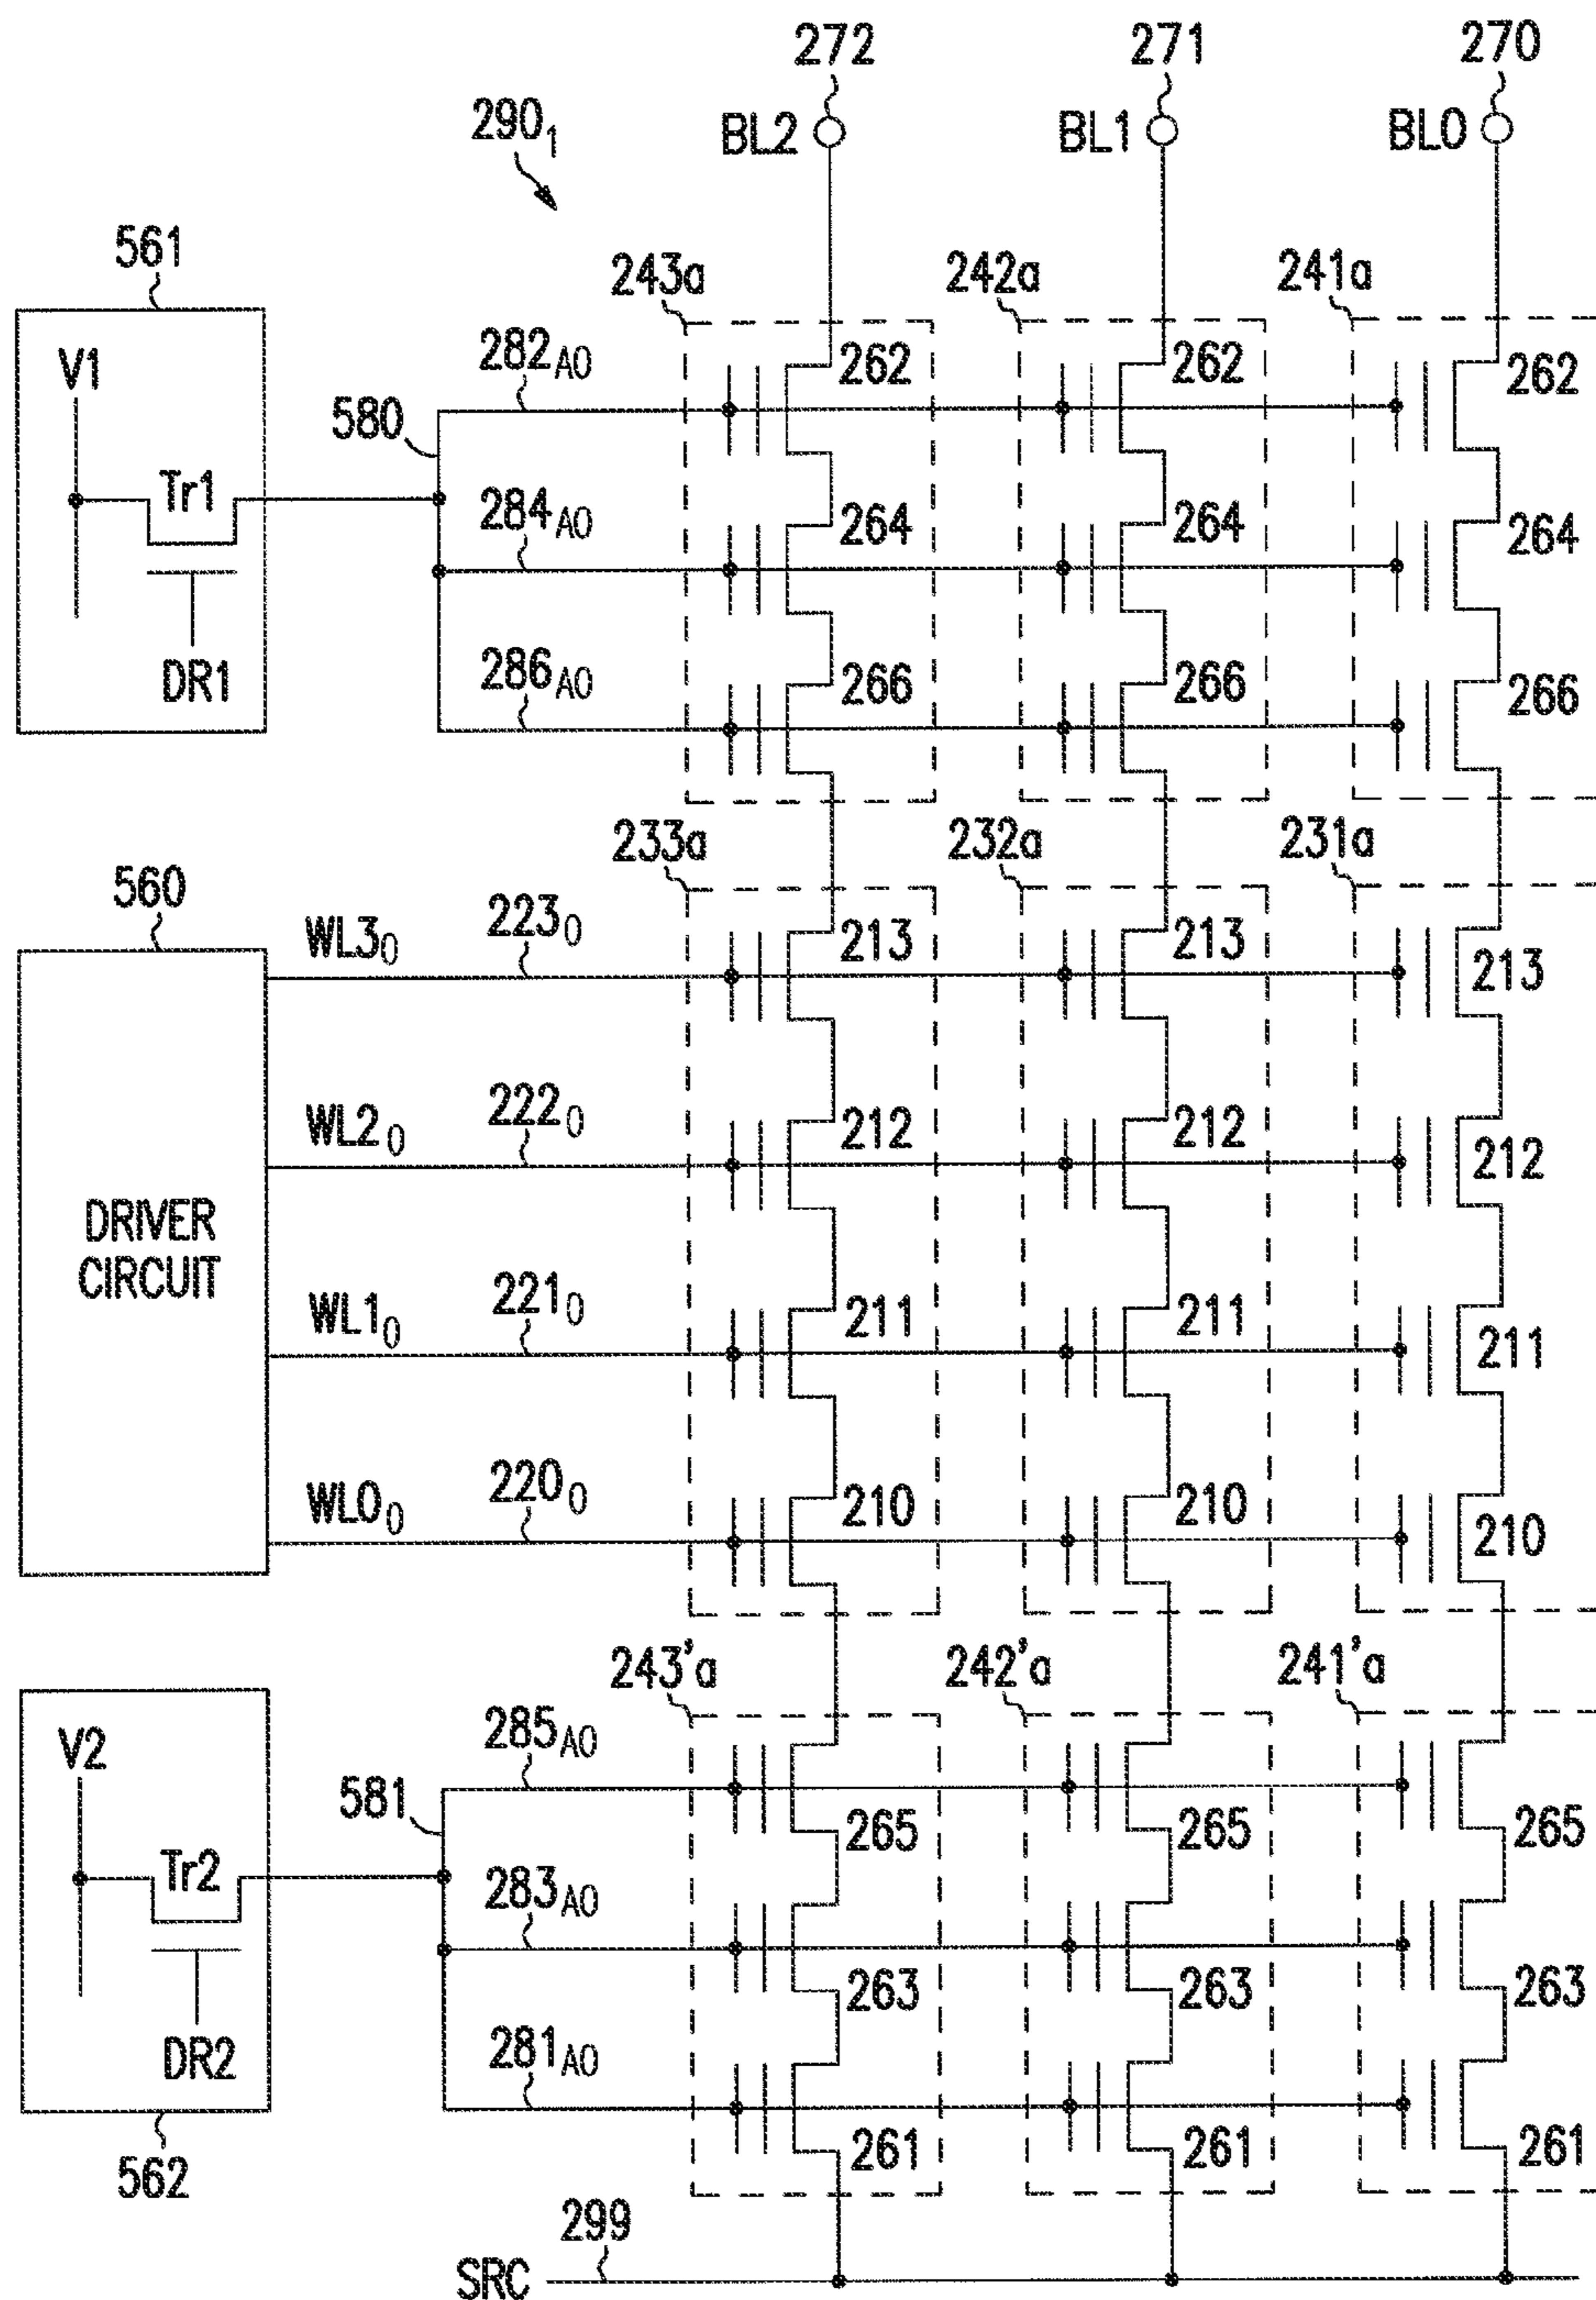 272 271 270
290₁ BL2 BL1 BL0
561 243a 242a 241a
V1 282A0 262 262 262
580
Tr1 284A0 264 264 264
DR1 286A0 266 266 266
233a 232a 231a
560
WL3₀ 223₀ 213 213 213
WL2₀ 222₀ 212 212 212
DRIVER
CIRCUIT
WL1₀ 221₀ 211 211 211
WL0₀ 220₀ 210 210 210
243'a 242'a 241'a
V2 285A0
581 265 265 265
Tr2 283A0
263 263 263
DR2 281A0
261 261 261
562
299
SRC